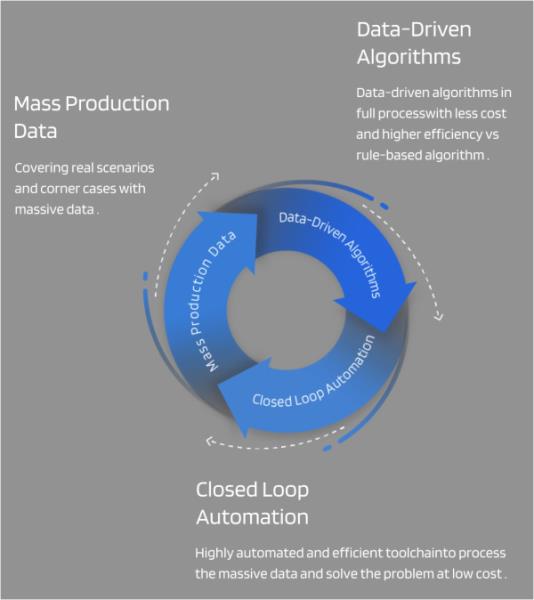 Data-Driven
Algorithms
Data-driven algorithms in
full processwith less cost
and higher efficiency vs
rule-based algorithm .
Mass Production
Data
Covering real scenarios
and corner cases with
massive data .
Data-Driven Algorithms
Mass Production Data
Closed Loop Automation
Closed Loop
Automation
Highly automated and efficient toolchainto process
the massive data and solve the problem at low cost .